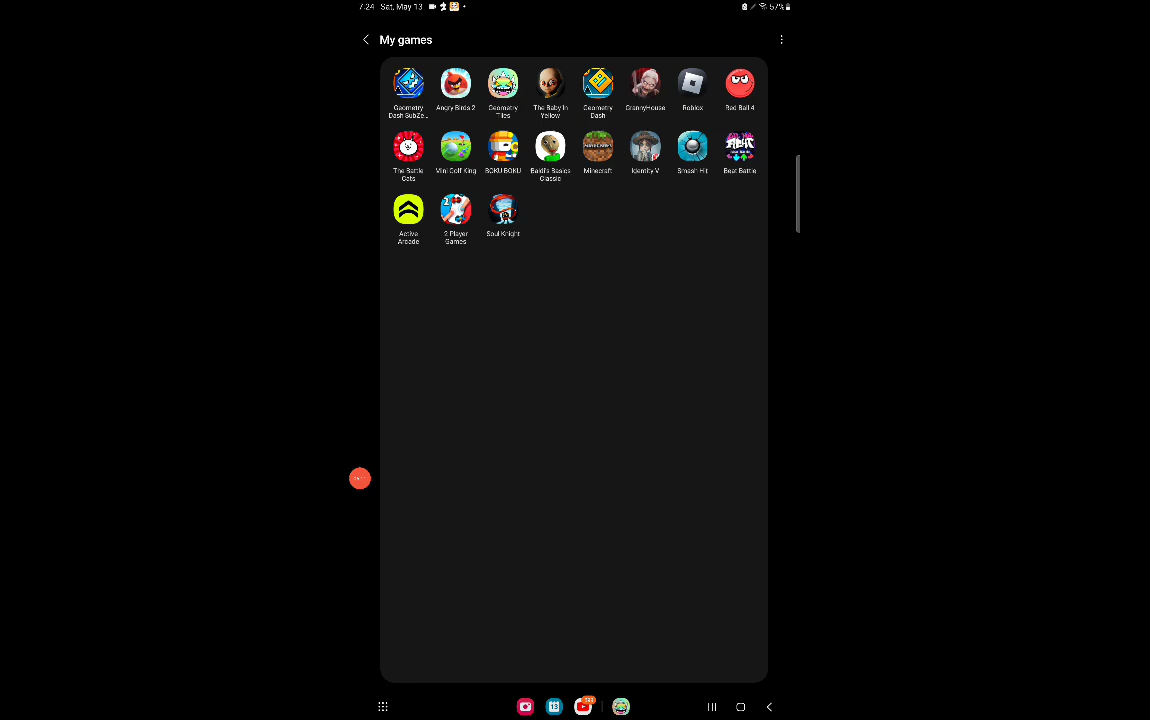 7:24 Sat, May 13
57%
My games
Geometry Dash SubZe...
Angry Birds 2
Geometry Tiles
The Baby In Yellow
Geometry Dash
GrannyHouse
Roblox
Red Ball 4
The Battle Cats
Mini Golf King
BOKU BOKU
Baldi's Basics Classic
Minecraft
Identity V
Smash Hit
Beat Battle
Active Arcade
2 Player Games
Soul Knight
13